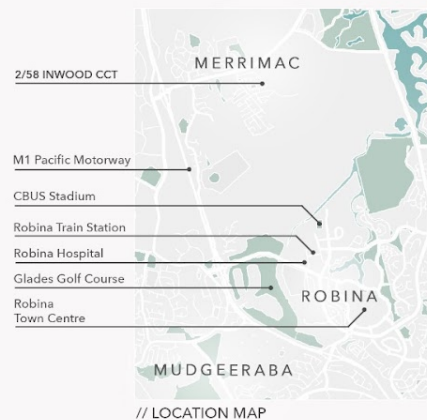 MERRIMAC
2/58 INWOOD CCT
M1 Pacific Motorway
CBUS Stadium
Robina Train Station
Robina Hospital
Glades Golf Course
Robina
Town Centre
ROBINA
MUDGEERABA
// LOCATION MAP